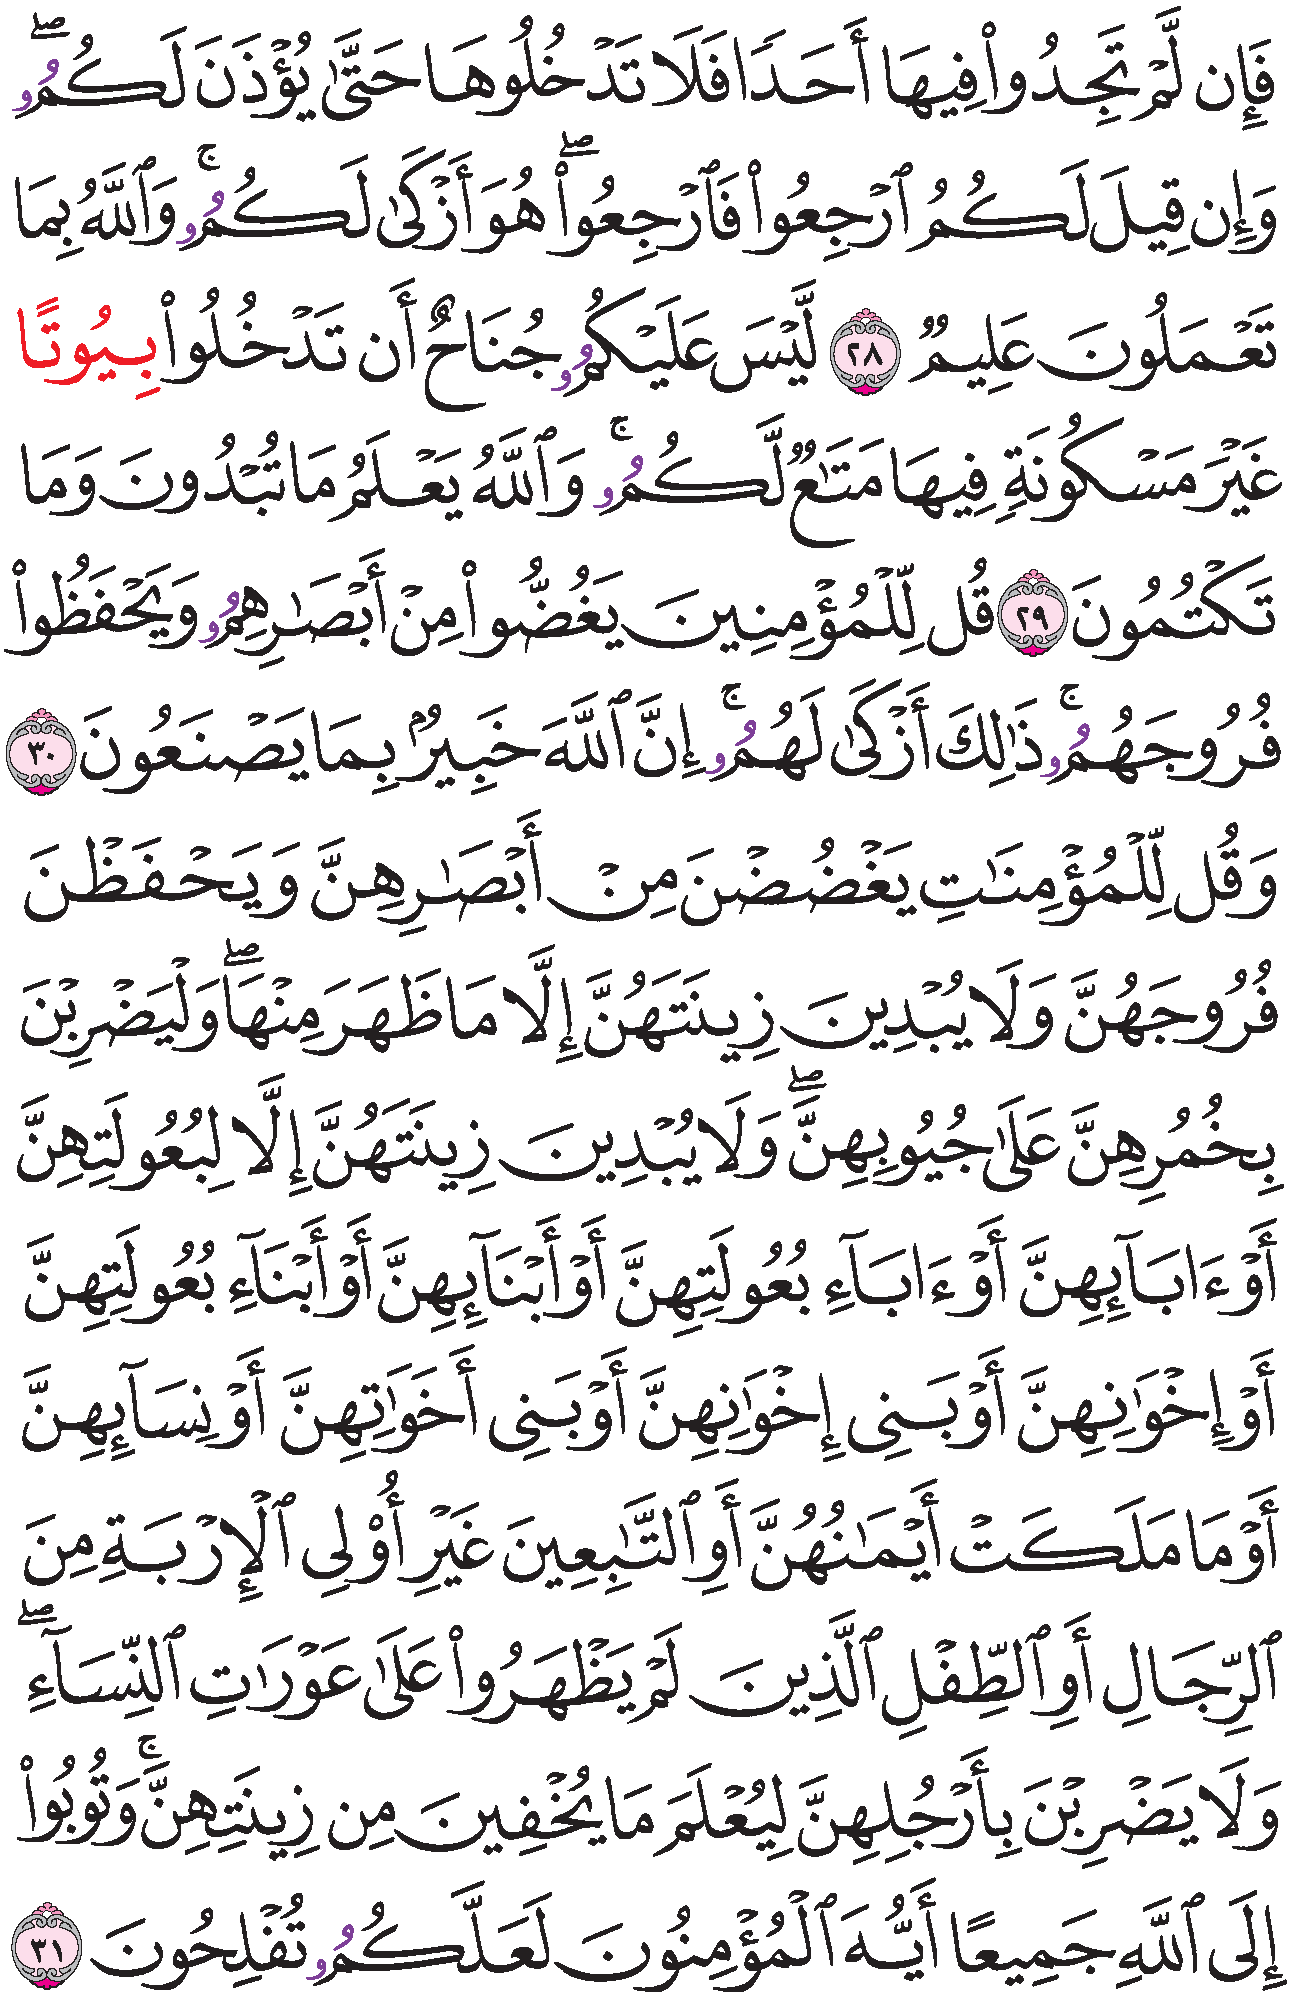 فَإِن لَّمۡ تَجِدُواْ فِيهَا أَحَدٗا فَلَا تَدۡخُلُوهَا حَتَّىٰ يُؤۡذَنَ لَكُمُۥۖ
وَإِن قِيلَ لَكُمُ ٱرۡجِعُواْ فَٱرۡجِعُواْۖ هُوَ أَزۡكَىٰ لَكُمُۥۚ وَٱللَّهُ بِمَا
تَعۡمَلُونَ عَلِيمٞ ٢٨ لَّيۡسَ عَلَيۡكُمُۥ جُنَاحٌ أَن تَدۡخُلُواْ بِيُوتًا
غَيۡرَ مَسۡكُونَةٖ فِيهَا مَتَٰعٞ لَّكُمُۥۚ وَٱللَّهُ يَعۡلَمُ مَا تُبۡدُونَ وَمَا
تَكۡتُمُونَ ٢٩ قُل لِّلۡمُؤۡمِنِينَ يَغُضُّواْ مِنۡ أَبۡصَٰرِهِمُۥ وَيَحۡفَظُواْ
فُرُوجَهُمُۥۚ ذَٰلِكَ أَزۡكَىٰ لَهُمُۥۚ إِنَّ ٱللَّهَ خَبِيرُۢ بِمَا يَصۡنَعُونَ ٣٠
وَقُل لِّلۡمُؤۡمِنَٰتِ يَغۡضُضۡنَ مِنۡ أَبۡصَٰرِهِنَّ وَيَحۡفَظۡنَ
فُرُوجَهُنَّ وَلَا يُبۡدِينَ زِينَتَهُنَّ إِلَّا مَا ظَهَرَ مِنۡهَاۖ وَلۡيَضۡرِبۡنَ
بِخُمُرِهِنَّ عَلَىٰ جُيُوبِهِنَّۖ وَلَا يُبۡدِينَ زِينَتَهُنَّ إِلَّا لِبُعُولَتِهِنَّ
أَوۡ ءَابَآئِهِنَّ أَوۡ ءَابَآءِ بُعُولَتِهِنَّ أَوۡ أَبۡنَآئِهِنَّ أَوۡ أَبۡنَآءِ بُعُولَتِهِنَّ
أَوۡ إِخۡوَٰنِهِنَّ أَوۡ بَنِي إِخۡوَٰنِهِنَّ أَوۡ بَنِي أَخَوَٰتِهِنَّ أَوۡ نِسَآئِهِنَّ
أَوۡ مَا مَلَكَتۡ أَيۡمَٰنُهُنَّ أَوِ ٱلتَّٰبِعِينَ غَيۡرِ أُوْلِي ٱلۡإِرۡبَةِ مِنَ
ٱلرِّجَالِ أَوِ ٱلطِّفۡلِ ٱلَّذِينَ لَمۡ يَظۡهَرُواْ عَلَىٰ عَوۡرَٰتِ ٱلنِّسَآءِۖ
وَلَا يَضۡرِبۡنَ بِأَرۡجُلِهِنَّ لِيُعۡلَمَ مَا يُخۡفِينَ مِن زِينَتِهِنَّۚ وَتُوبُواْ
إِلَى ٱللَّهِ جَمِيعًا أَيُّهَ ٱلۡمُؤۡمِنُونَ لَعَلَّكُمُۥ تُفۡلِحُونَ ٣١